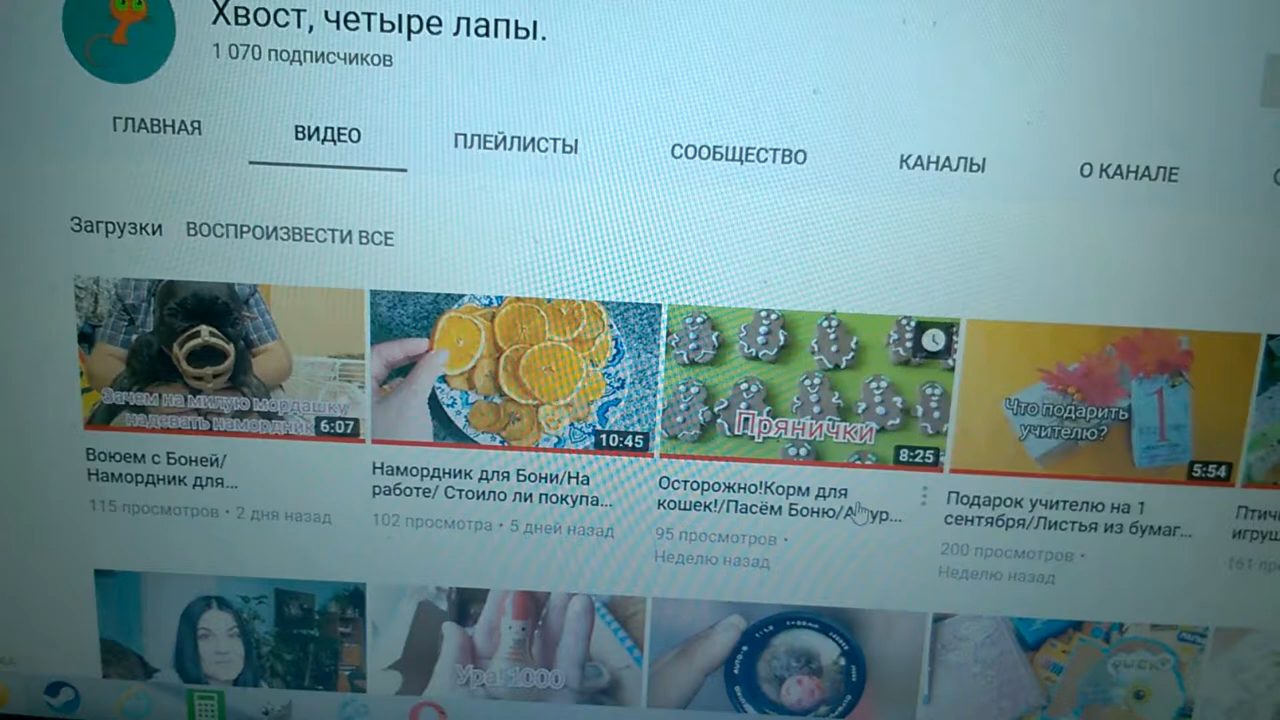 Хвост, четыре лапы.
1 070 подписчиков
ГЛАВНАЯ ВИДЕО ПЛЕЙЛИСТЫ СООБЩЕСТВО КАНАЛЫ О КАНАЛЕ
Загрузки ВОСПРОИЗВЕСТИ ВСЕ
Зачем на милую мордашку
надевать намордник
6:07
10:45
Прянички
8:25
Что подарить
учителю?
1
5:54
Воюем с Боней/
Намордник для...
115 просмотров • 2 дня назад
Намордник для Бони/На
работе/ Стоило ли покупа...
102 просмотра • 5 дней назад
Осторожно!Корм для
кошек!/Пасём Боню/
95 просмотров •
Неделю назад
Подарок учителю на 1
сентября/Листья из бумаг...
200 просмотров •
Неделю назад
игруш
Ура! 1000